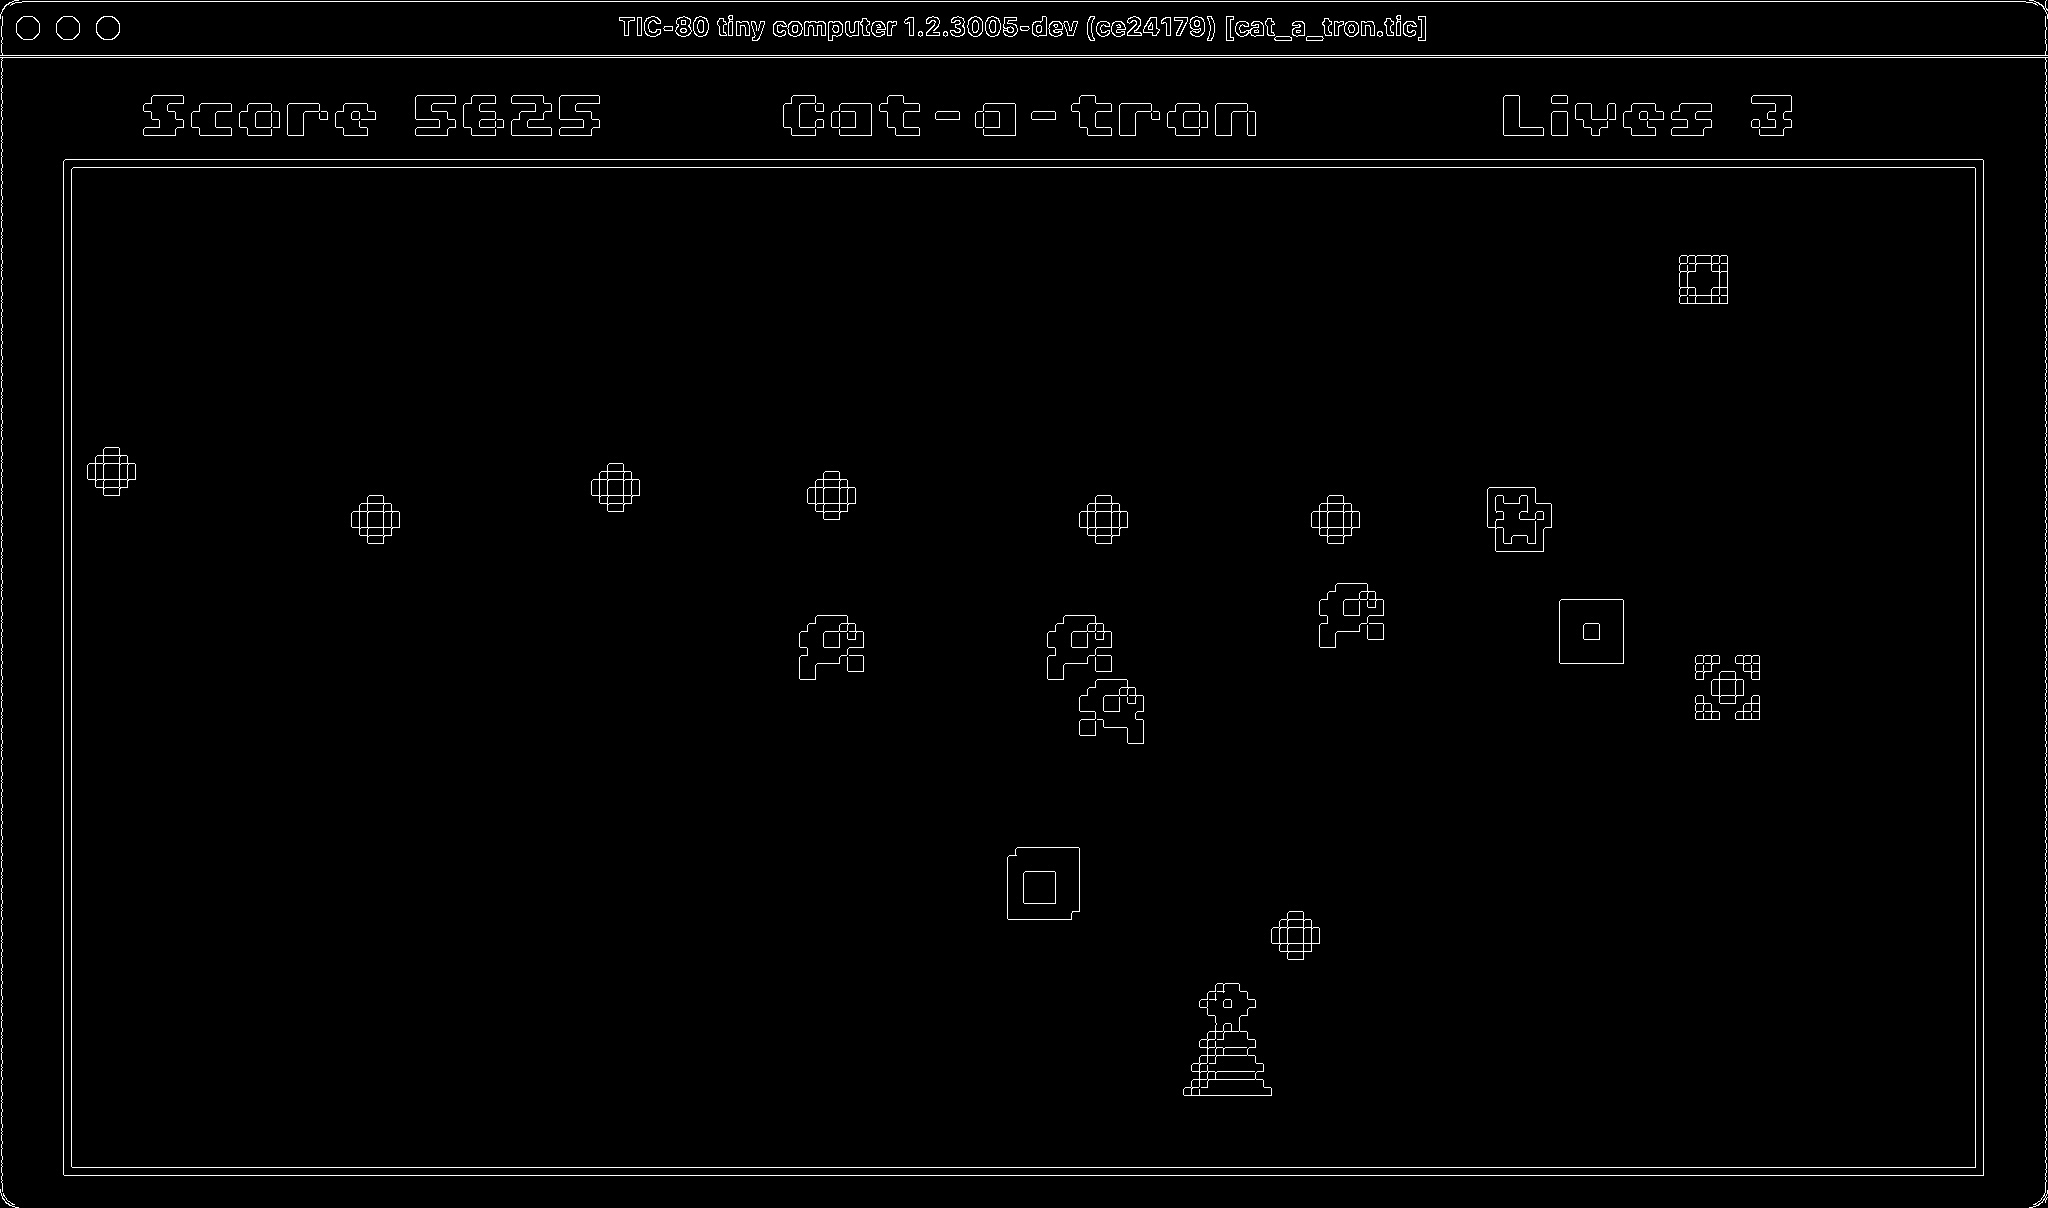 TIC-80 tiny computer 1.2.3005-dev (ce24179) [cat_a_tron.tic]
Score 5625 Cat-a-tron Lives 3